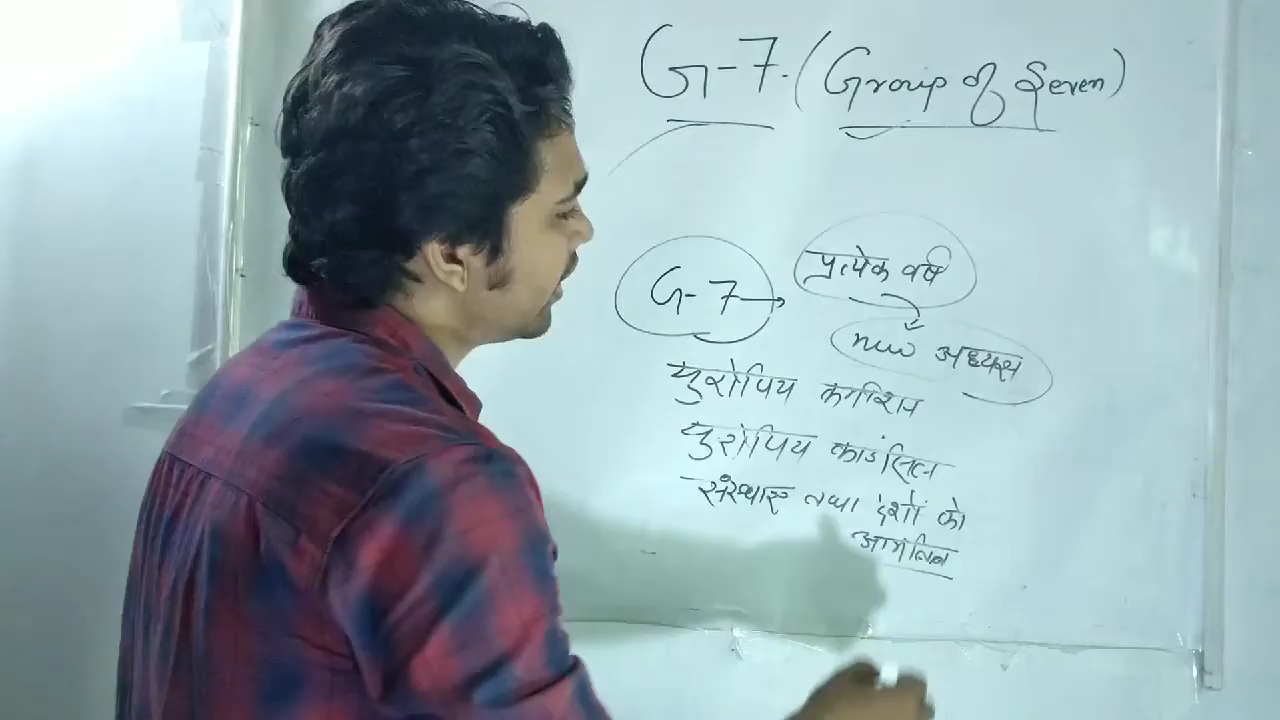 G-7. (Group of Seven)
G-7 → प्रत्येक वर्ष
new अध्यक्ष
युरोपिय कमीशन
युरोपिय काउंसिल
संस्थाए तथा देशों को
आमंत्रित